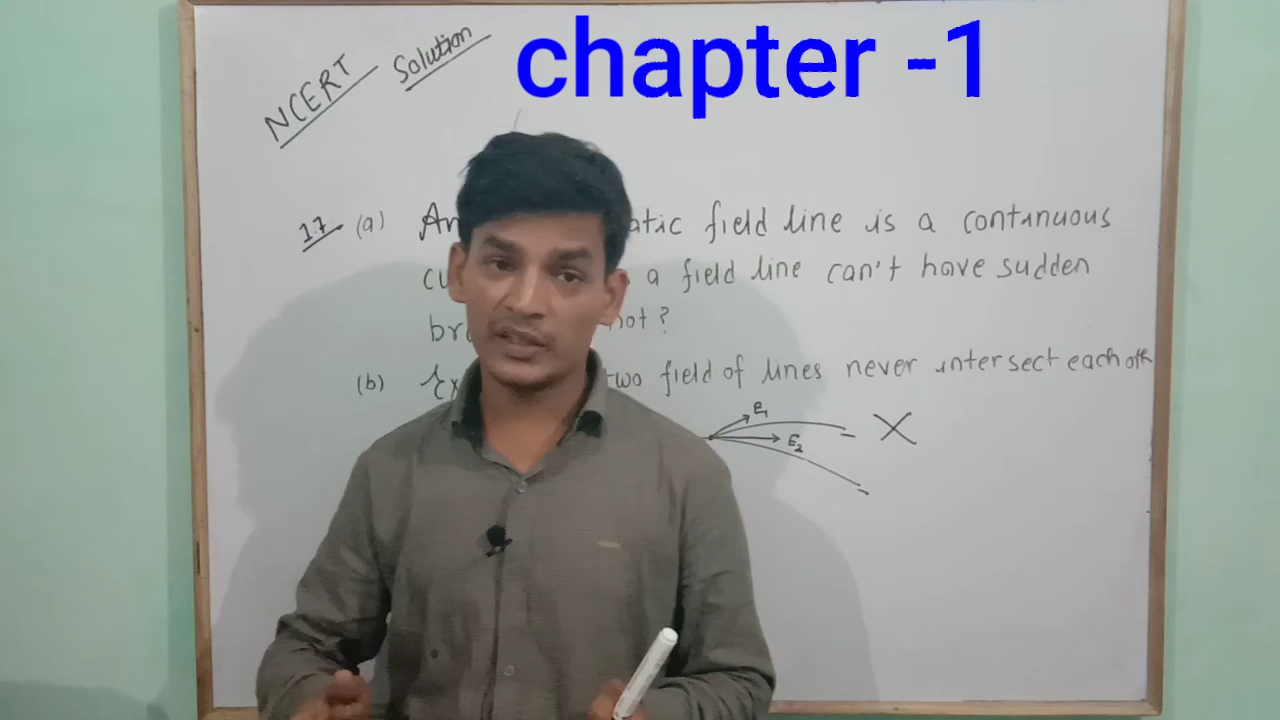 NCERT Solution
chapter -1
17 (a) An atic field line is a continuous
cu a field line can't have sudden
br not?
(b) Ex two field of lines never intersect each oth
E1
E2